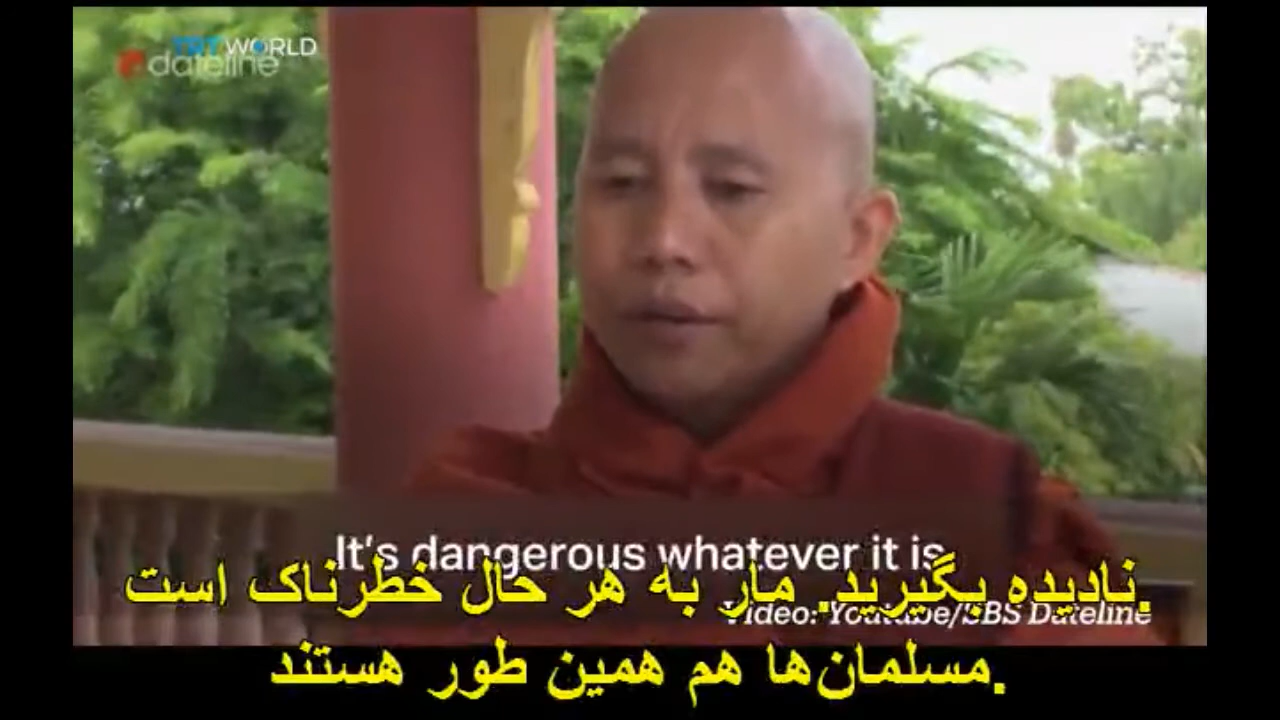 TRT WORLD
dateline
It's dangerous whatever it is
Video: Youtube/SBS Dateline
نادیده بگیرید. مار به هر حال خطرناک است.
مسلمان‌ها هم همین طور هستند.